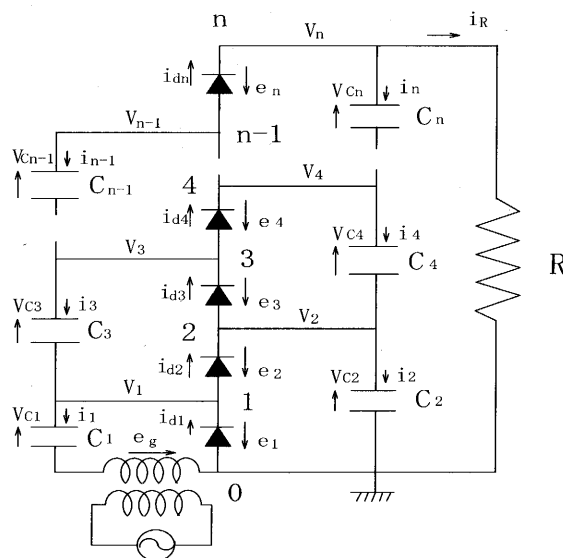 n Vn iR
idn en VCn in Cn
Vn−1
n−1
VCn−1 in−1 Cn−1
4 V4
id4 e4 VC4 i4 C4
V3 3
R
VC3 i3 C3 id3 e3
2 V2
id2 e2 VC2 i2 C2
V1 1
VC1 i1 C1 id1 e1
eg
0